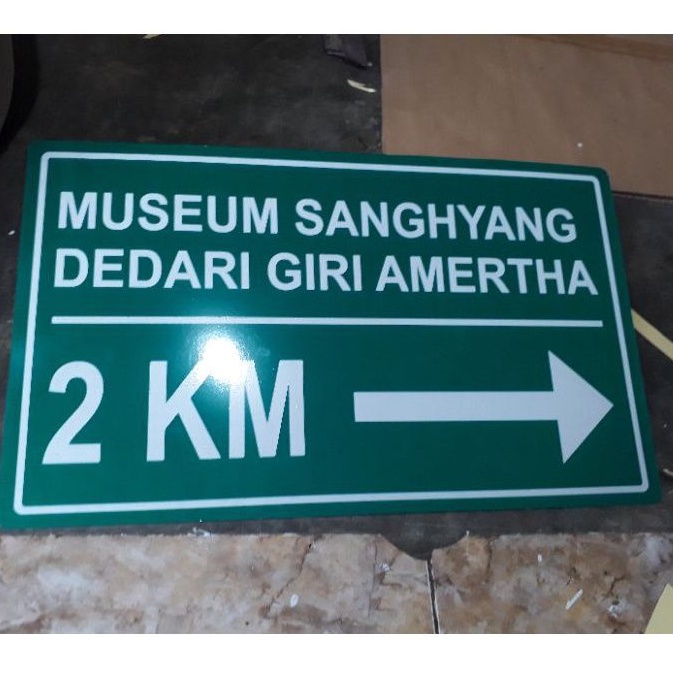 MUSEUM SANGHYANG
DEDARI GIRI AMERTHA
2 KM